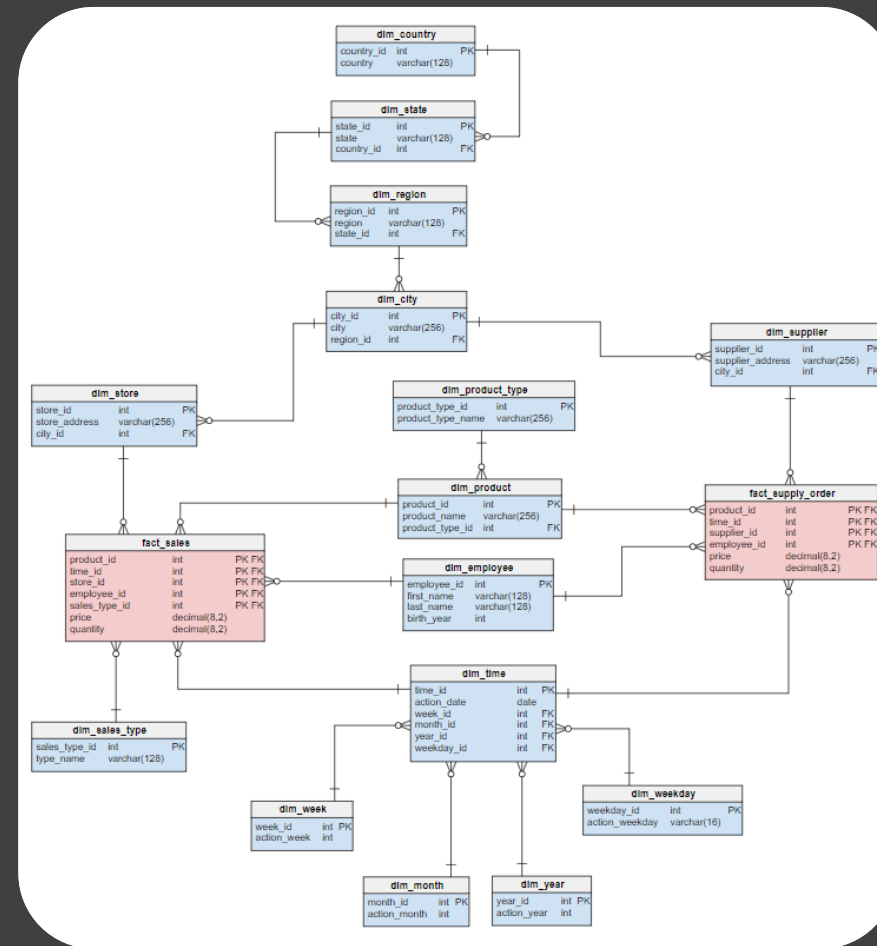 dim_country
country_id int PK
country varchar(128)
dim_state
state_id int PK
state varchar(128)
country_id int FK
dim_region
region_id int PK
region varchar(128)
state_id int FK
dim_city
city_id int PK
city varchar(256)
region_id int FK
dim_supplier
supplier_id int PK
supplier_address varchar(256)
city_id int FK
dim_store
store_id int PK
store_address varchar(256)
city_id int FK
dim_product_type
product_type_id int PK
product_type_name varchar(256)
dim_product
product_id int PK
product_name varchar(256)
product_type_id int FK
fact_supply_order
product_id int PK FK
time_id int PK FK
supplier_id int PK FK
employee_id int PK FK
price decimal(8,2)
quantity decimal(8,2)
fact_sales
product_id int PK FK
time_id int PK FK
store_id int PK FK
employee_id int PK FK
sales_type_id int PK FK
price decimal(8,2)
quantity decimal(8,2)
dim_employee
employee_id int PK
first_name varchar(128)
last_name varchar(128)
birth_year int
dim_time
time_id int PK
action_date date
week_id int FK
month_id int FK
year_id int FK
weekday_id int FK
dim_sales_type
sales_type_id int PK
type_name varchar(128)
dim_week
week_id int PK
action_week int
dim_weekday
weekday_id int PK
action_weekday varchar(16)
dim_month
month_id int PK
action_month int
dim_year
year_id int PK
action_year int